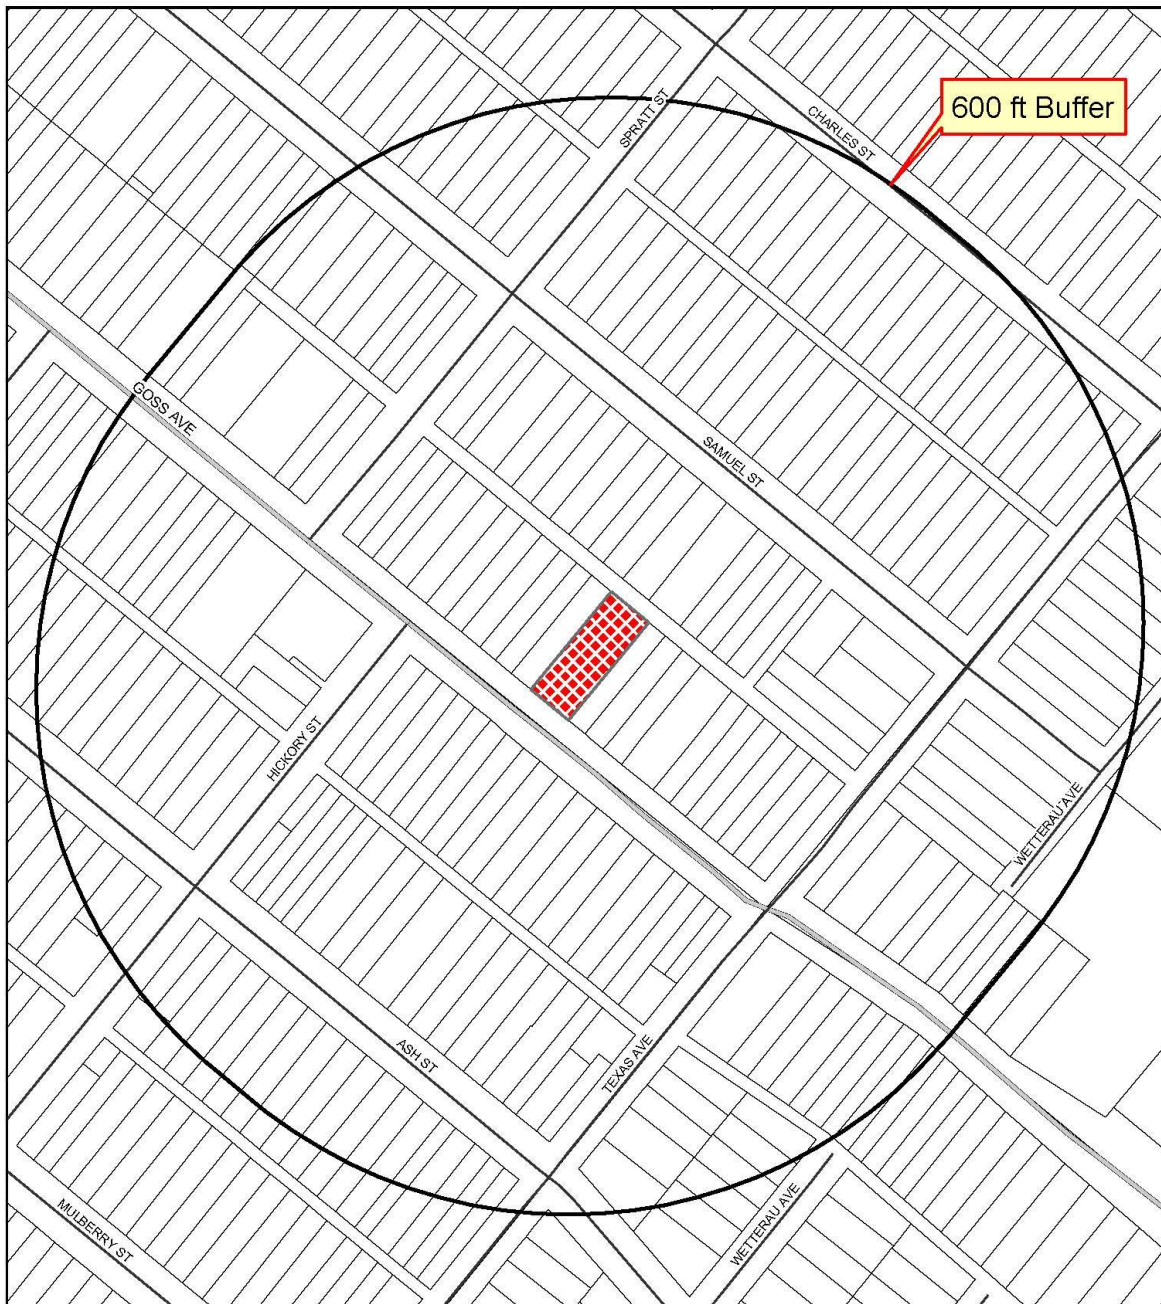 600 ft Buffer
CHARLES ST
SPRATT ST
GOSS AVE
SAMUEL ST
HICKORY ST
WETTERAU AVE
ASH ST
TEXAS AVE
WETTERAU AVE
MULBERRY ST